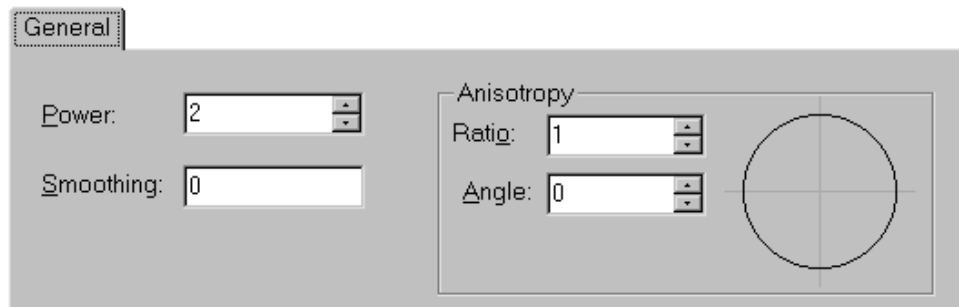 General
Power: 2
Smoothing: 0
Anisotropy
Ratio: 1
Angle: 0